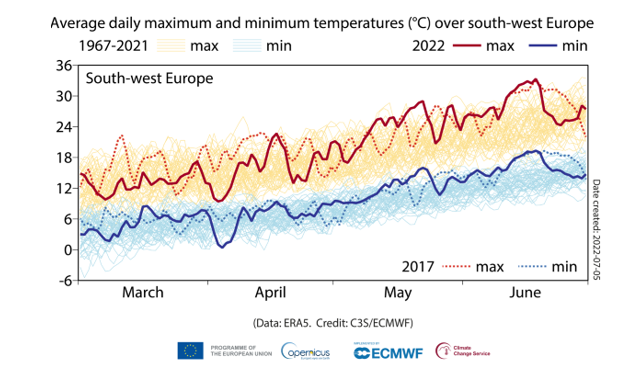 Average daily maximum and minimum temperatures (°C) over south-west Europe
1967-2021 max min 2022 max min
36
South-west Europe
30
24
18
12
6
0
-6
2017 max min
March April May June
Date created: 2022-07-05
(Data: ERA5. Credit: C3S/ECMWF)
PROGRAMME OF
THE EUROPEAN UNION
Copernicus
ECMWF
Climate
Change Service